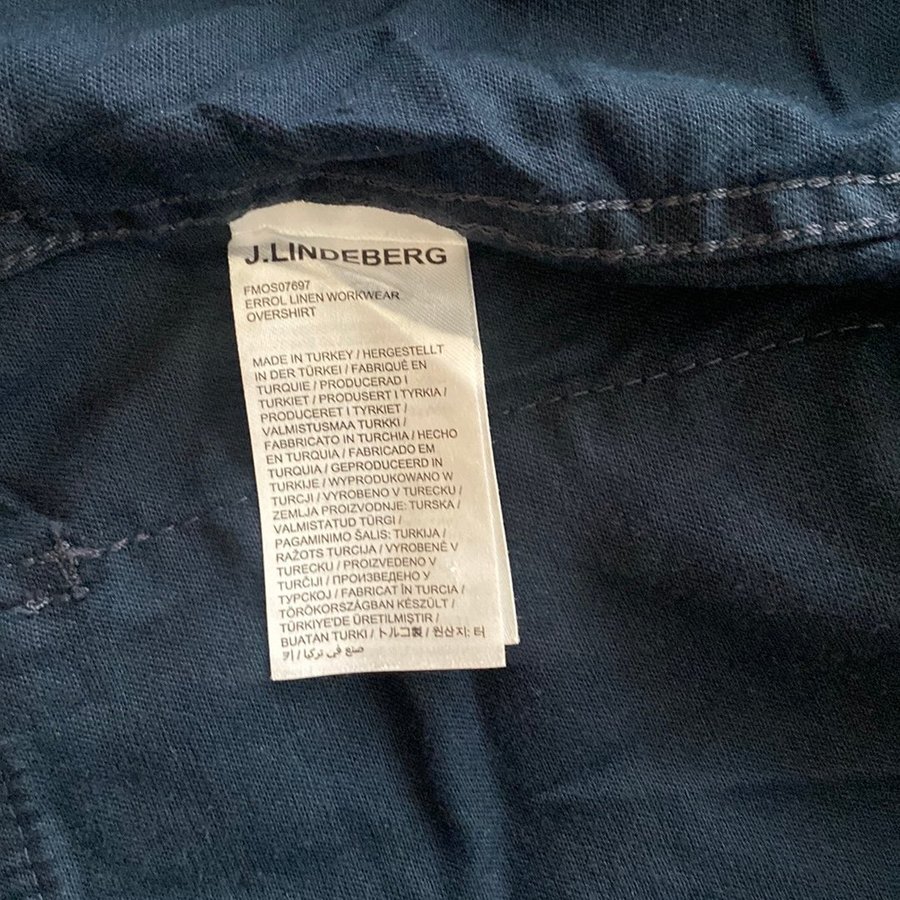 J.LINDEBERG
FMOS07697
ERROL LINEN WORKWEAR
OVERSHIRT
MADE IN TURKEY / HERGESTELLT
IN DER TÜRKEI / FABRIQUÉ EN
TURQUIE / PRODUCERAD I
TURKIET / PRODUSERT I TYRKIA /
PRODUCERET I TYRKIET /
VALMISTUSMAA TURKKI /
FABBRICATO IN TURCHIA / HECHO
EN TURQUIA / FABRICADO EM
TURQUIA / GEPRODUCEERD IN
TURKIJE / WYPRODUKOWANO W
TURCJI / VYROBENO V TURECKU /
ZEMLJA PROIZVODNJE: TURSKA /
VALMISTATUD TÜRGI /
PAGAMINIMO ŠALIS: TURKIJA /
RAŽOTS TURCIJA / VYROBENÉ V
TURECKU / PROIZVEDENO V
TURČIJI / ПРОИЗВЕДЕНО У
ТУРСКОЈ / FABRICAT ÎN TURCIA /
TÖRÖKORSZÁGBAN KÉSZÜLT /
TÜRKIYE'DE ÜRETILMIŞTIR /
BUATAN TURKI / トルコ製 / 원산지: 터
키 / صنع في تركيا